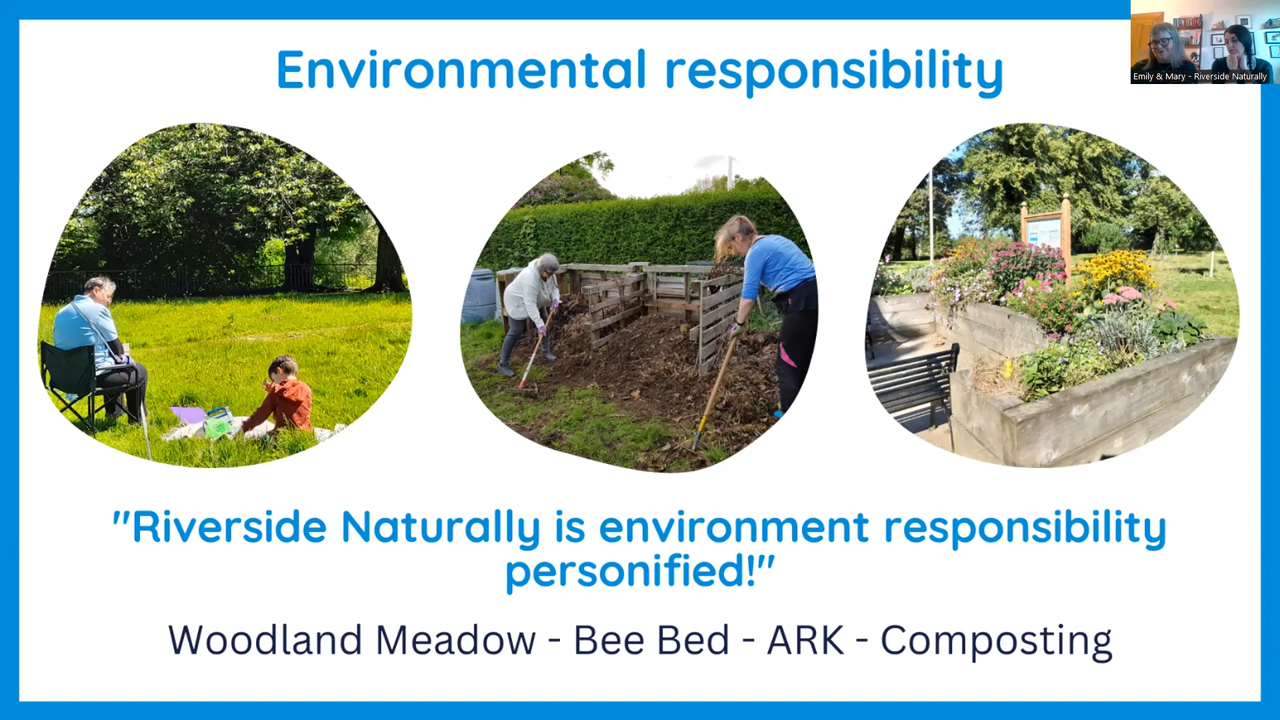 Environmental responsibility
Emily & Mary - Riverside Naturally
"Riverside Naturally is environment responsibility
personified!"
Woodland Meadow - Bee Bed - ARK - Composting